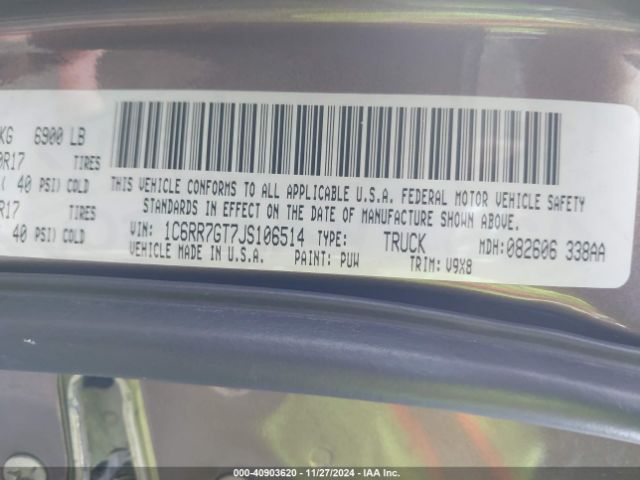 KG 6900 LB
0R17 TIRES
( 40 PSI) COLD
R17 TIRES
40 PSI) COLD
THIS VEHICLE CONFORMS TO ALL APPLICABLE U.S.A. FEDERAL MOTOR VEHICLE SAFETY
STANDARDS IN EFFECT ON THE DATE OF MANUFACTURE SHOWN ABOVE.
VIN: 1C6RR7GT7JS106514 TYPE: TRUCK MDH: 082606 338AA
VEHICLE MADE IN U.S.A. PAINT: PUW TRIM: V9X8
000-40903620 - 11/27/2024 - IAA Inc.